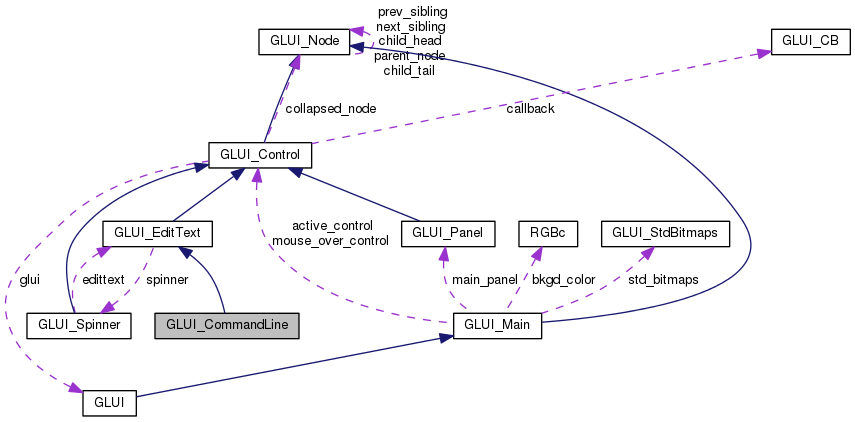 prev_sibling
next_sibling
child_head
parent_node
child_tail
GLUI_Node
GLUI_CB
collapsed_node
callback
GLUI_Control
GLUI_EditText
active_control
mouse_over_control
GLUI_Panel
RGBc
GLUI_StdBitmaps
glui
edittext
spinner
main_panel
bkgd_color
std_bitmaps
GLUI_Spinner
GLUI_CommandLine
GLUI_Main
GLUI